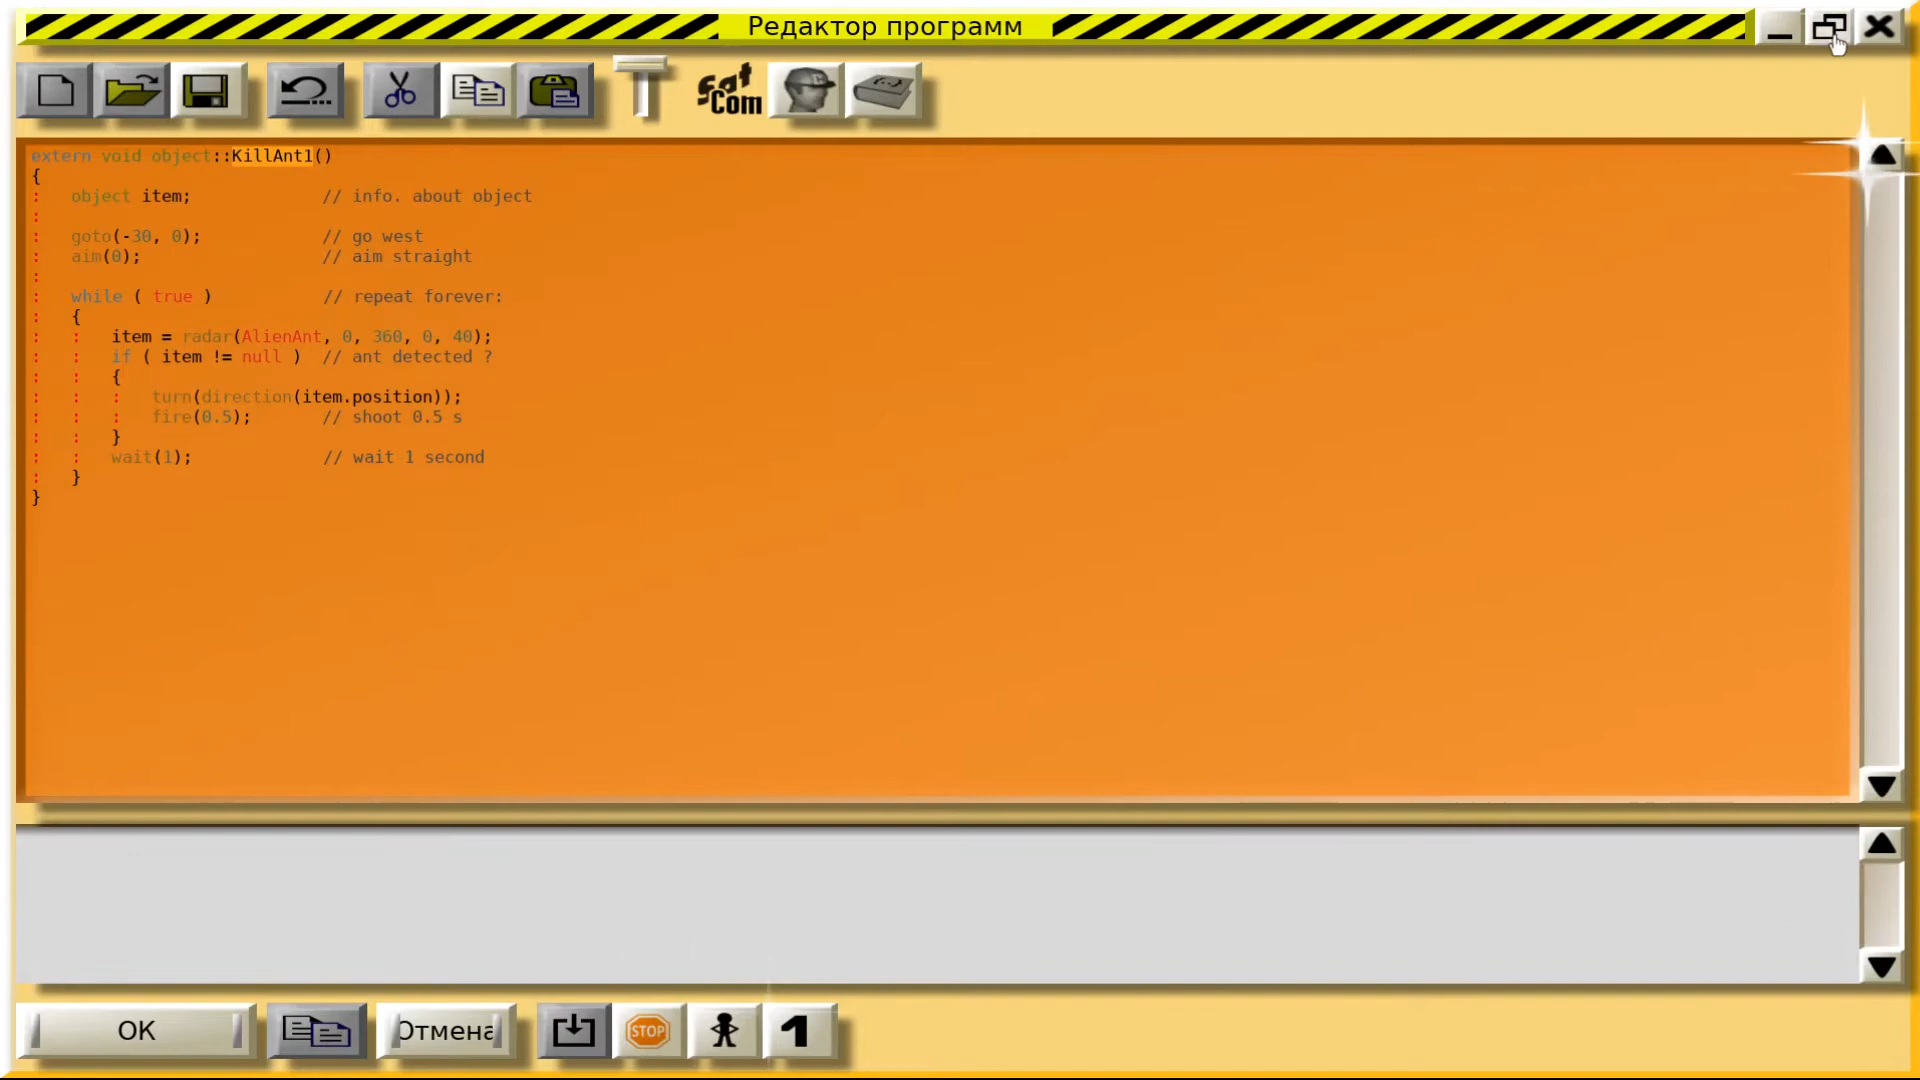 Редактор программ
Sat
Com
extern void object::KillAnt1()
{
: object item; // info. about object
:
: goto(-30, 0); // go west
: aim(0); // aim straight
:
: while ( true ) // repeat forever:
: {
: : item = radar(AlienAnt, 0, 360, 0, 40);
: : if ( item != null ) // ant detected ?
: : {
: : : turn(direction(item.position));
: : : fire(0.5); // shoot 0.5 s
: : }
: : wait(1); // wait 1 second
: }
}
OK
Отмена
STOP
1